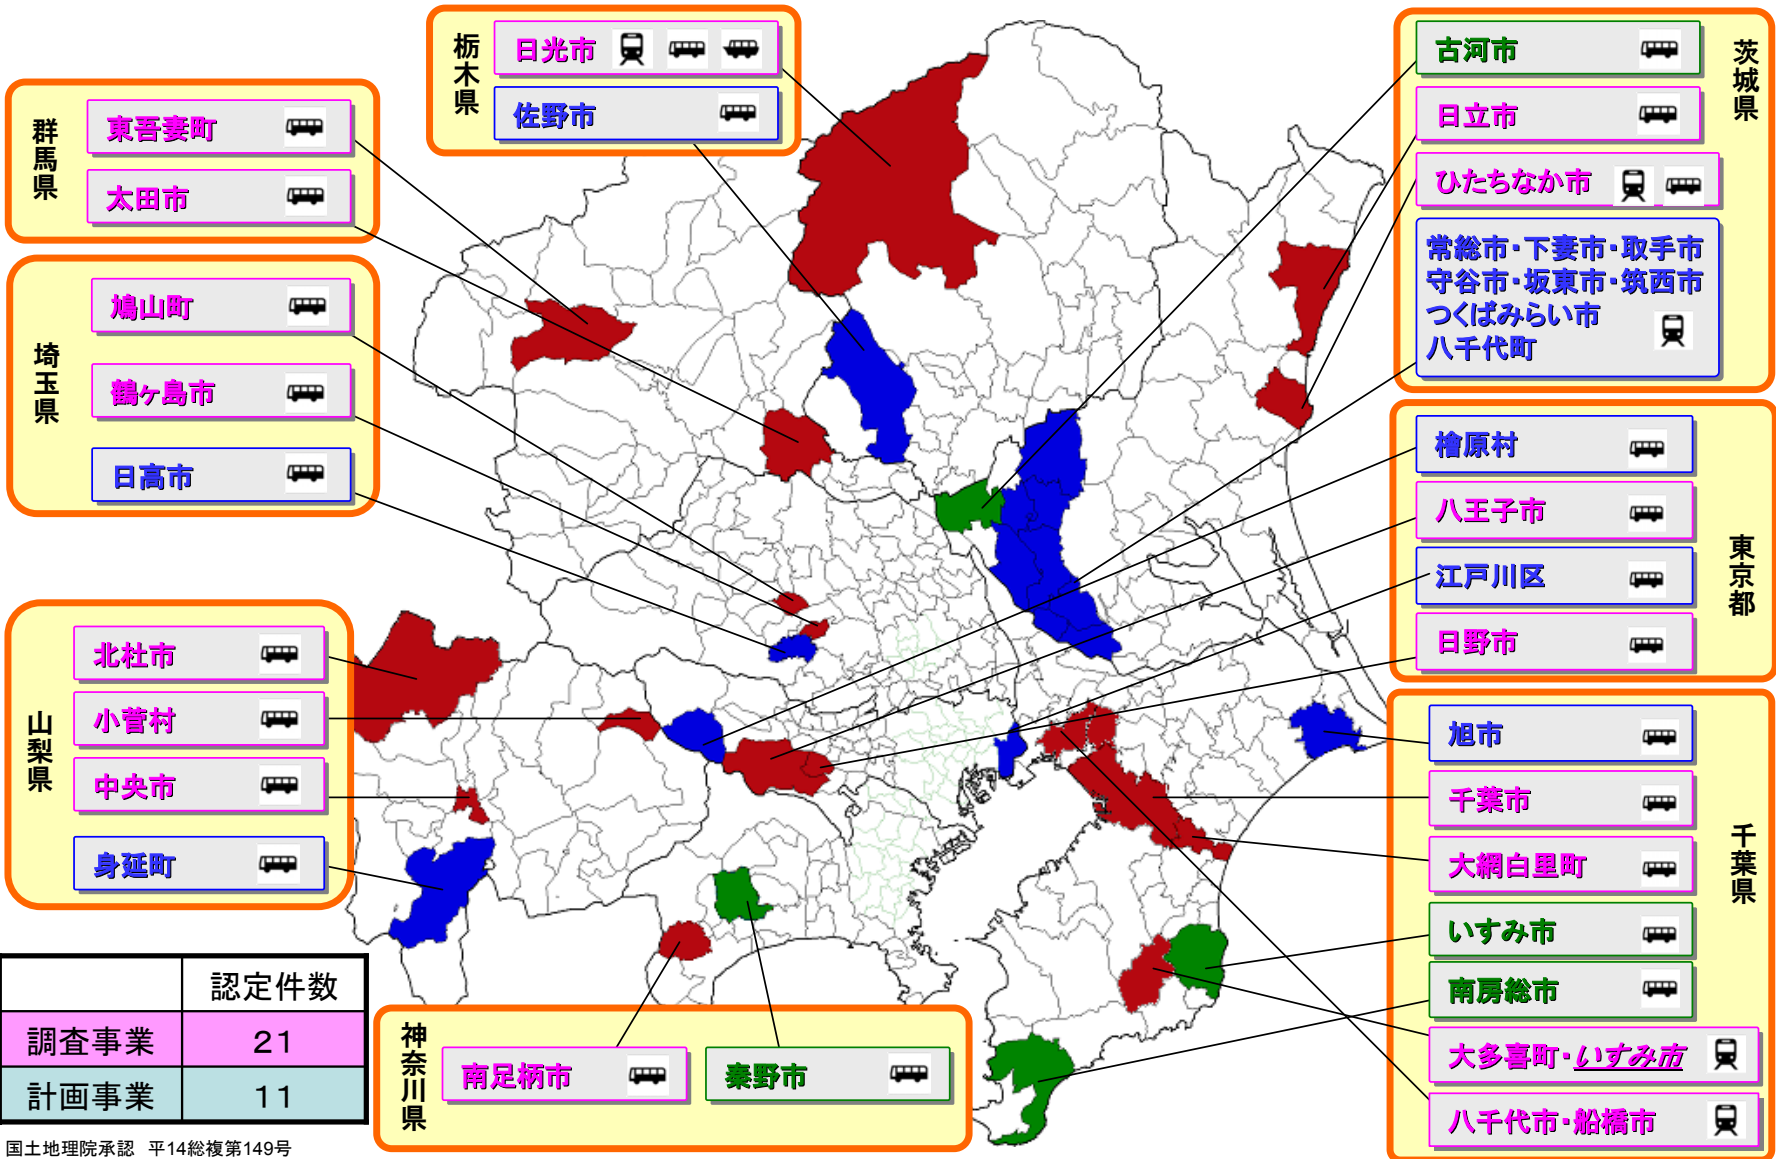 栃木県
日光市
佐野市
群馬県
東吾妻町
太田市
埼玉県
鳩山町
鶴ヶ島市
日高市
山梨県
北杜市
小菅村
中央市
身延町
茨城県
古河市
日立市
ひたちなか市
常総市・下妻市・取手市
守谷市・坂東市・筑西市
つくばみらい市
八千代町
東京都
檜原村
八王子市
江戸川区
日野市
千葉県
旭市
千葉市
大網白里町
いすみ市
南房総市
大多喜町・いすみ市
八千代市・船橋市
神奈川県
南足柄市
秦野市
認定件数
調査事業 21
計画事業 11
国土地理院承認 平14総複第149号